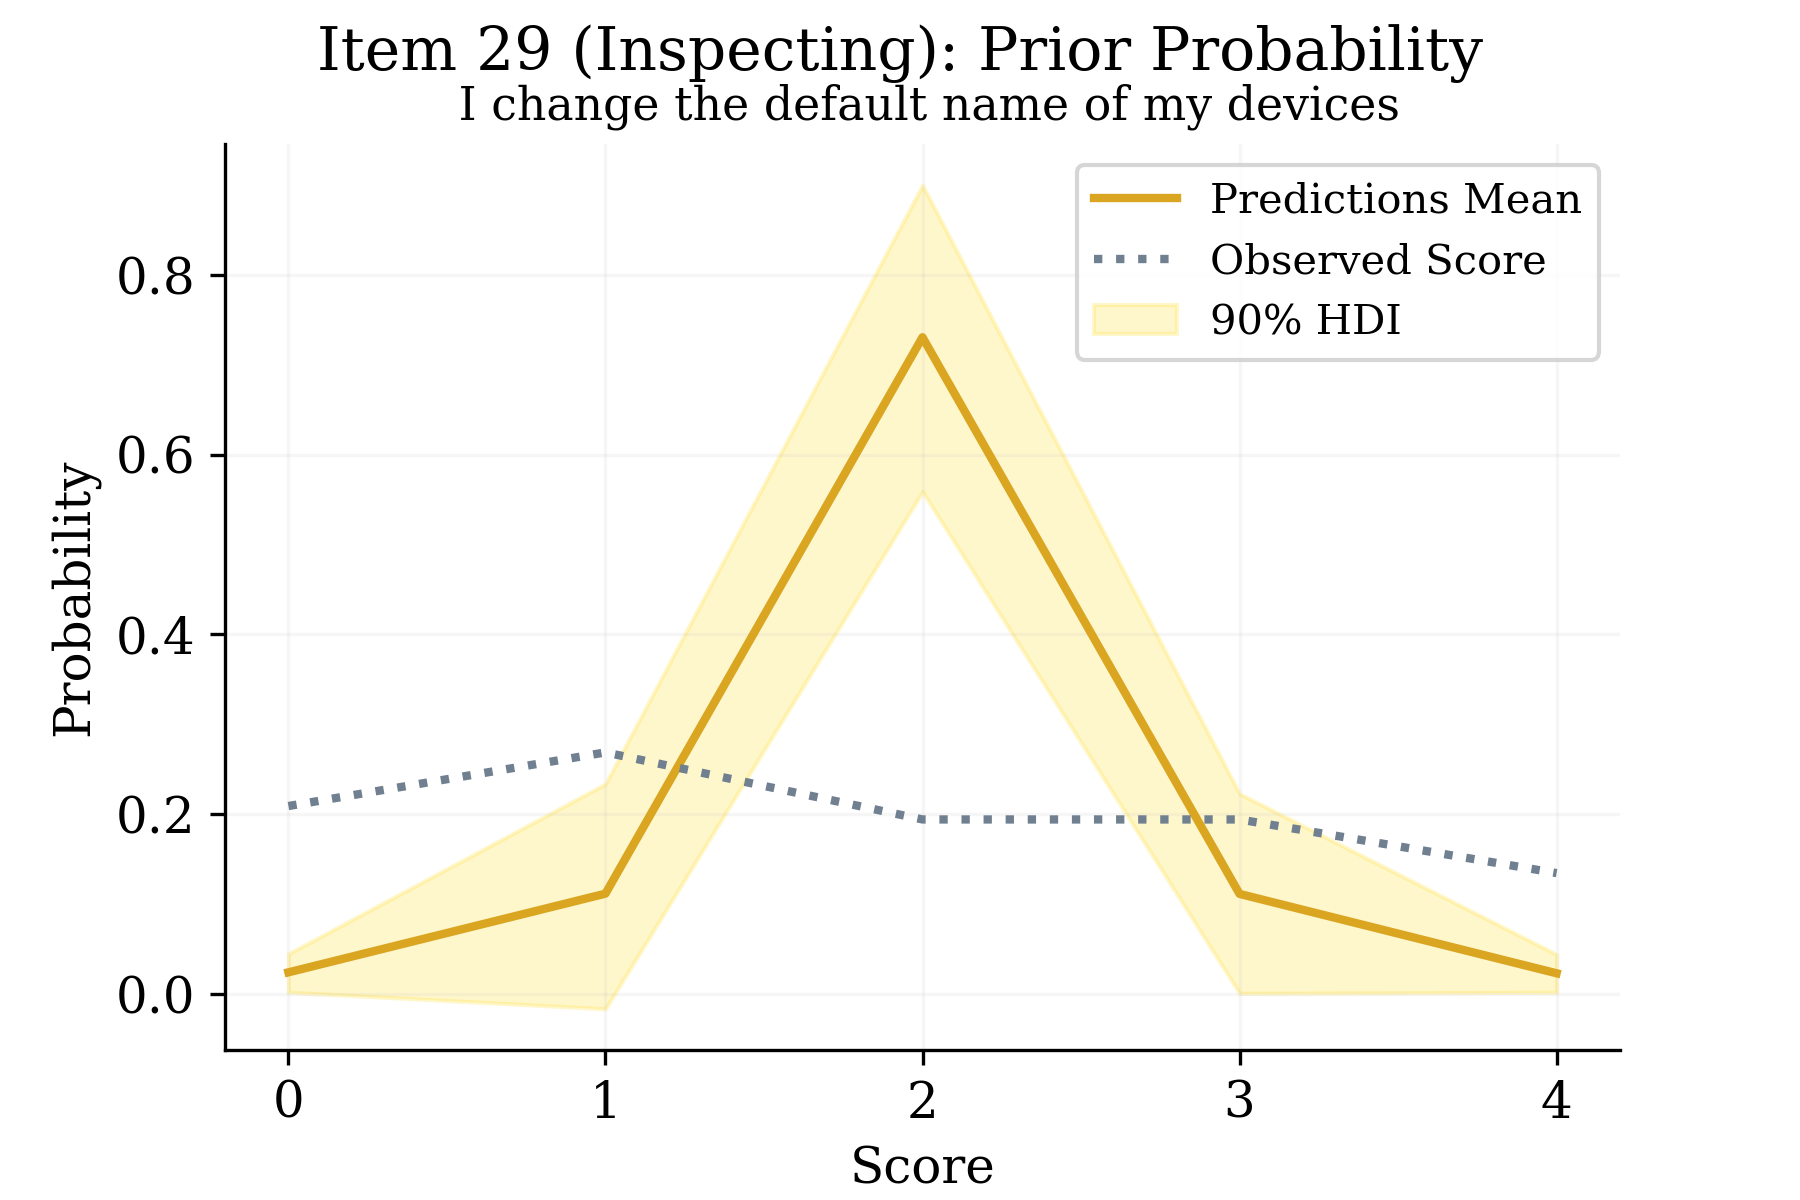 Item 29 (Inspecting): Prior Probability
I change the default name of my devices
Predictions Mean
Observed Score
90% HDI
Probability
0.8
0.6
0.4
0.2
0.0
0 1 2 3 4
Score